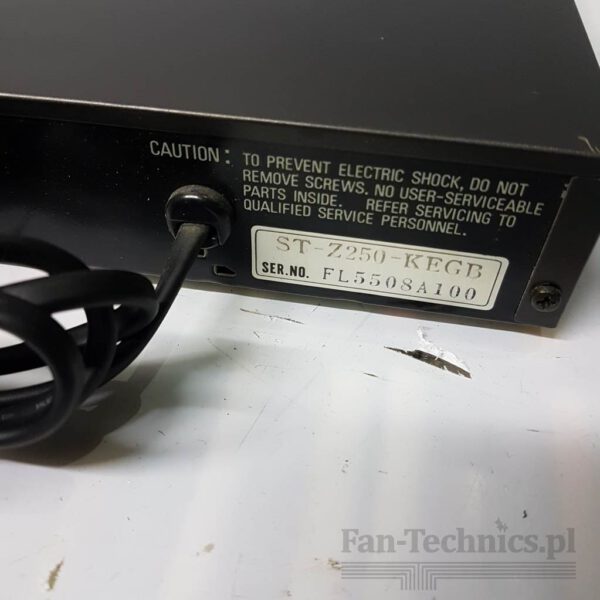 CAUTION: TO PREVENT ELECTRIC SHOCK, DO NOT
REMOVE SCREWS. NO USER-SERVICEABLE
PARTS INSIDE. REFER SERVICING TO
QUALIFIED SERVICE PERSONNEL.
ST-Z250-KEGB
SER.NO. FL5508A100
Fan-Technics.pl